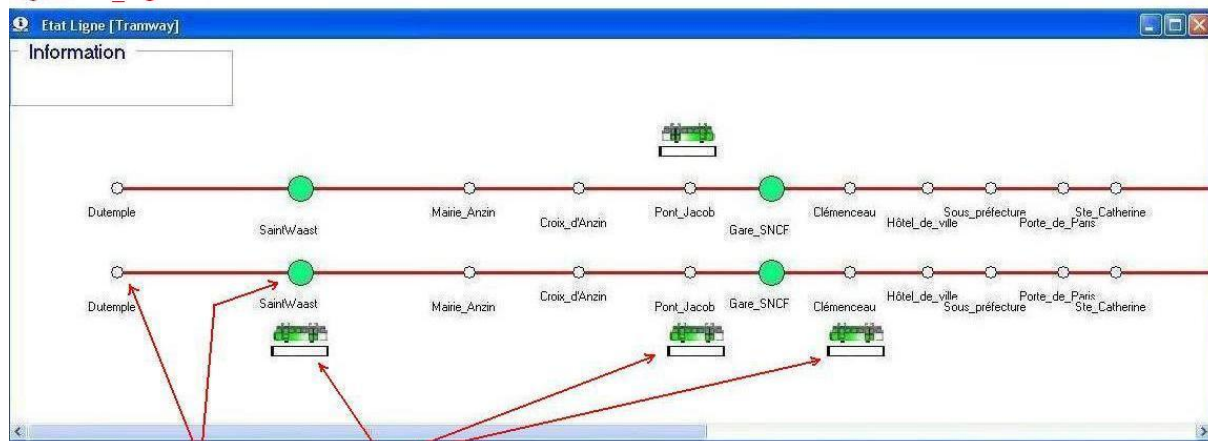 Etat Ligne [Tramway]
Information
Dutemple
SaintWaast
Mairie_Anzin
Croix_d'Anzin
Pont_Jacob
Gare_SNCF
Clémenceau
Hôtel_de_ville
Sous_préfecture
Porte_de_Paris
Ste_Catherine
Dutemple
SaintWaast
Mairie_Anzin
Croix_d'Anzin
Pont_Jacob
Gare_SNCF
Clémenceau
Hôtel_de_ville
Sous_préfecture
Porte_de_Paris
Ste_Catherine